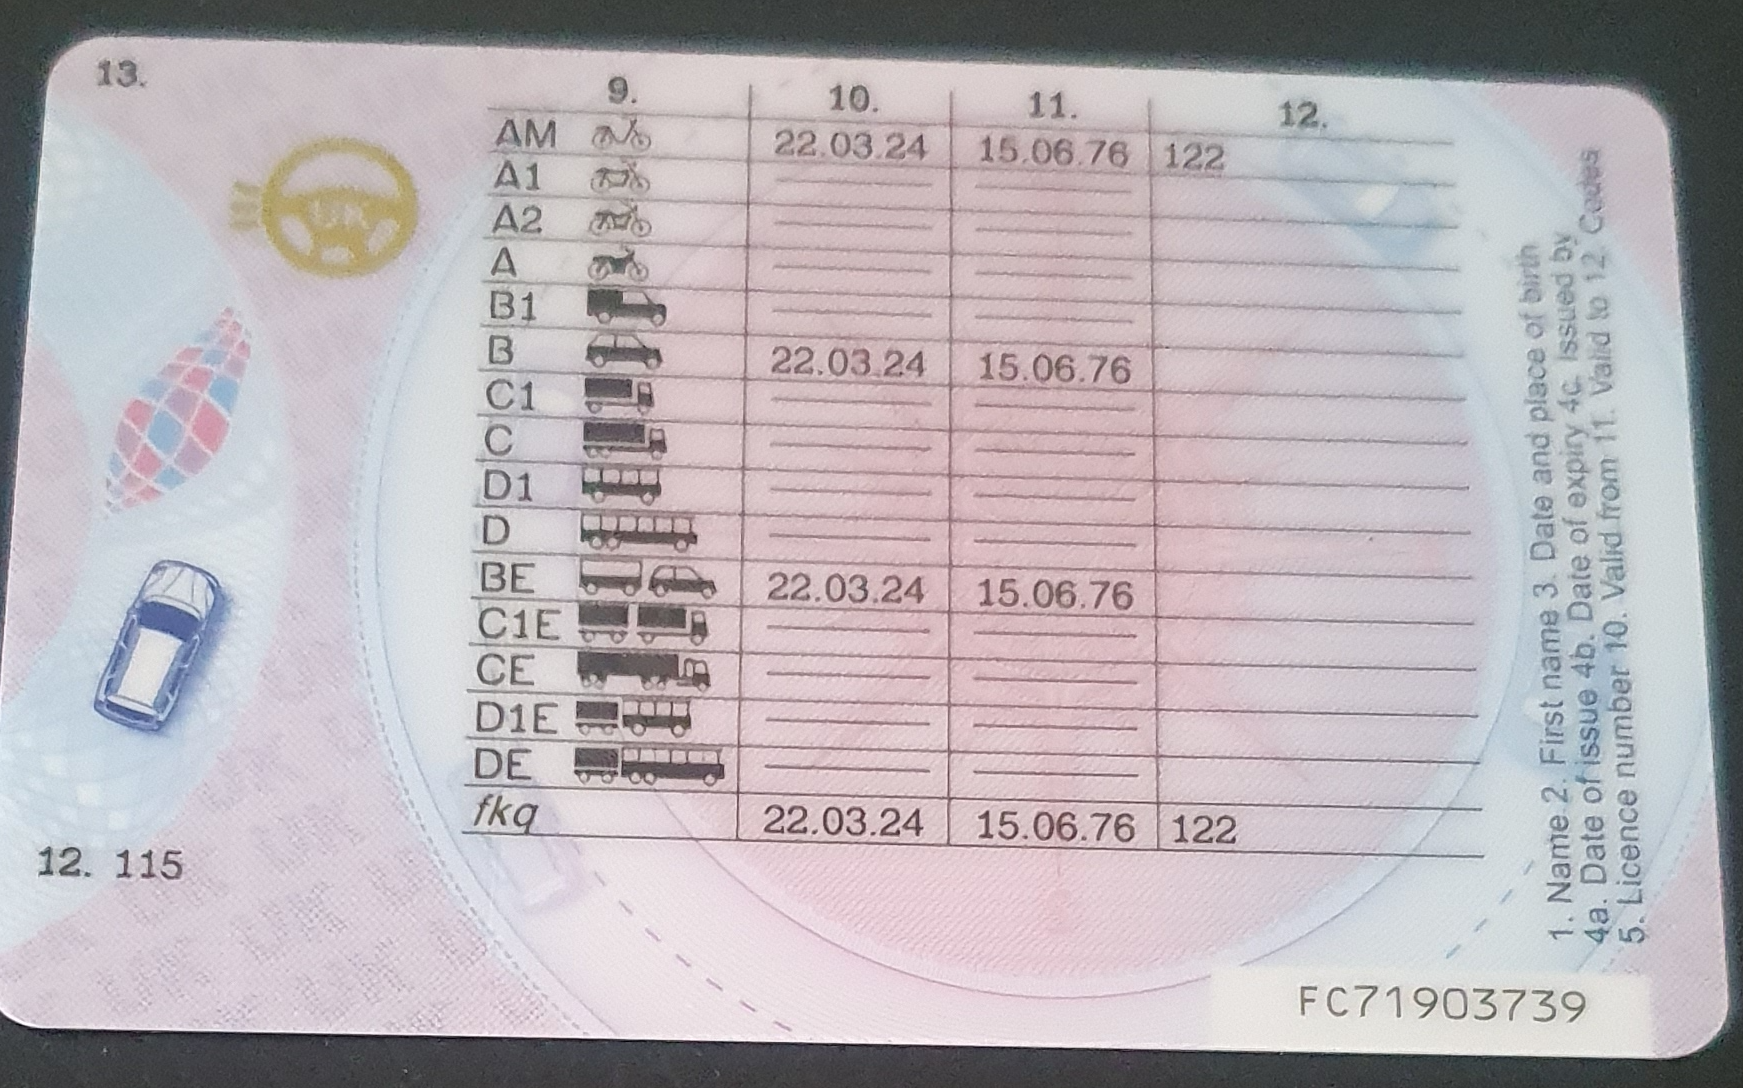 13.
9. 10. 11. 12.
AM 22.03.24 15.06.76 122
A1
A2
A
B1
B 22.03.24 15.06.76
C1
C
D1
D
BE 22.03.24 15.06.76
C1E
CE
D1E
DE
fkq 22.03.24 15.06.76 122
UK
12. 115
1. Name 2. First name 3. Date and place of birth
4a. Date of issue 4b. Date of expiry 4c. Issued by
5. Licence number 10. Valid from 11. Valid to 12. Codes
FC71903739